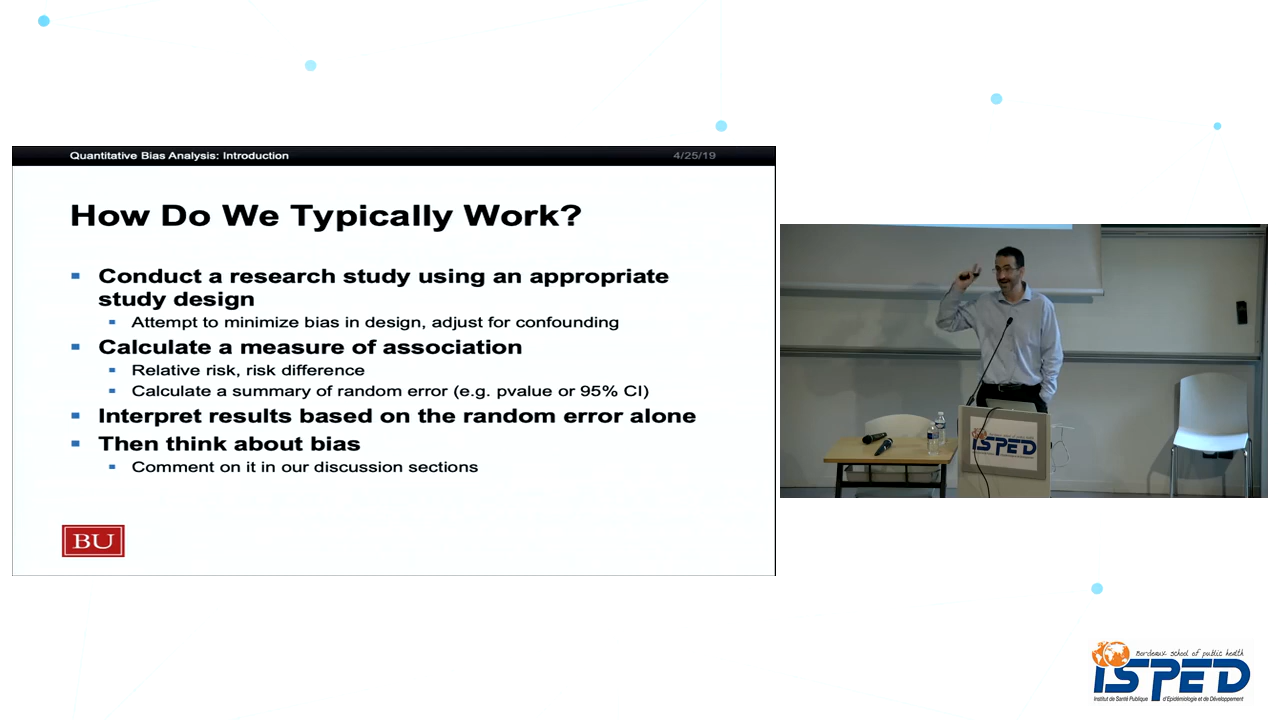 Quantitative Bias Analysis: Introduction
4/25/19
How Do We Typically Work?
Conduct a research study using an appropriate
study design
Attempt to minimize bias in design, adjust for confounding
Calculate a measure of association
Relative risk, risk difference
Calculate a summary of random error (e.g. pvalue or 95% CI)
Interpret results based on the random error alone
Then think about bias
Comment on it in our discussion sections
BU
ISPED
Bordeaux school of public health
ISPED
Institut de Santé Publique d'Epidémiologie et de Développement